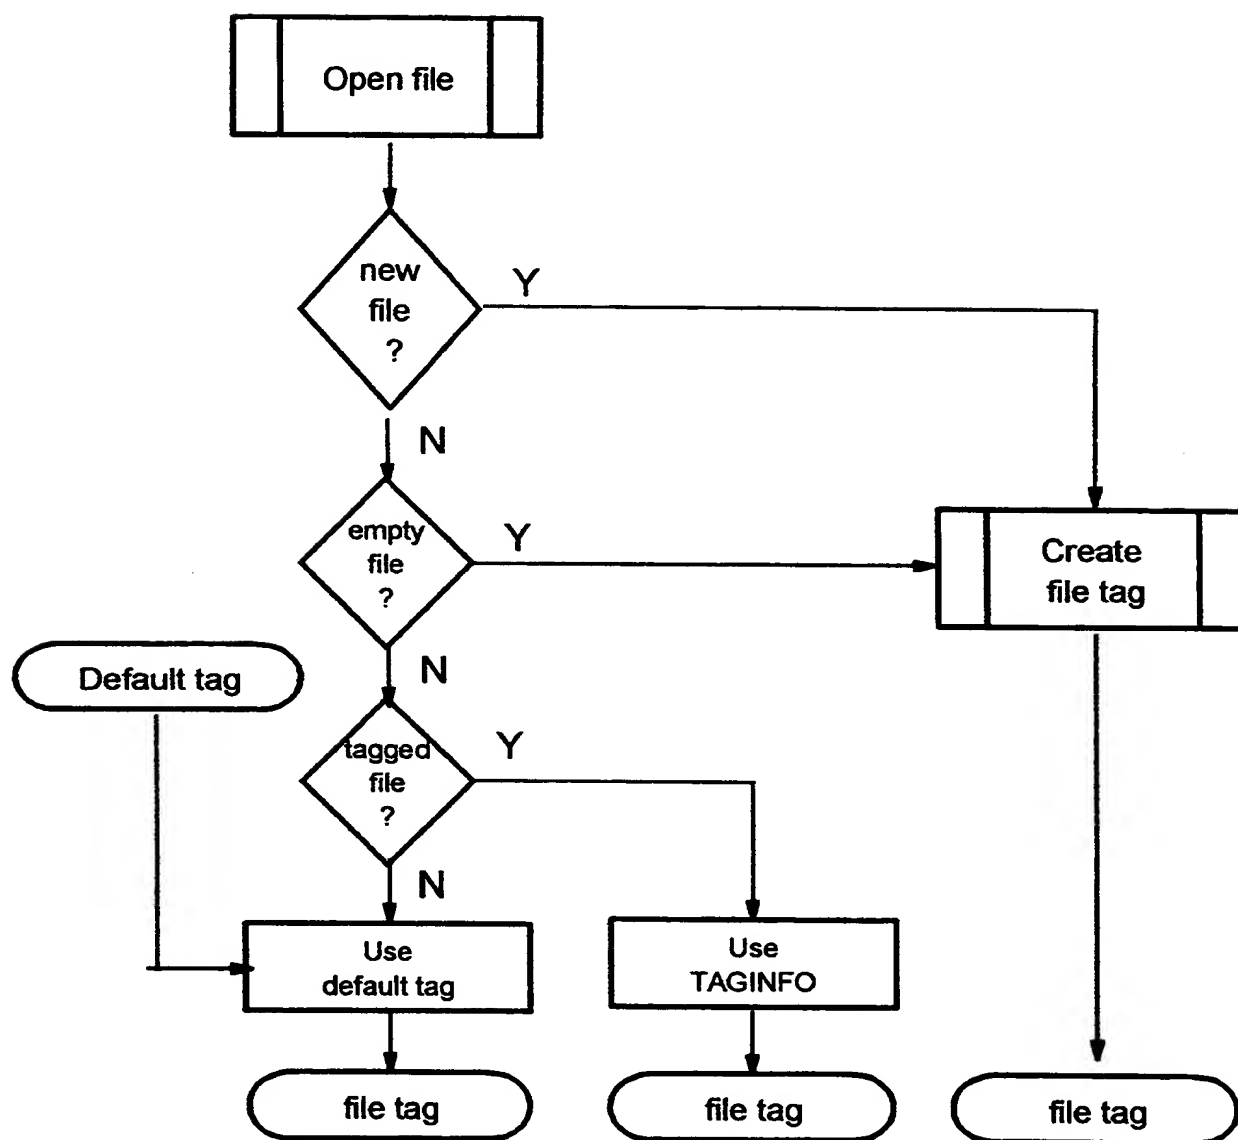 Open file
new
file
?
Y
N
empty
file
?
Y
Create
file tag
Default tag
N
tagged
file
?
Y
N
Use
default tag
Use
TAGINFO
file tag
file tag
file tag